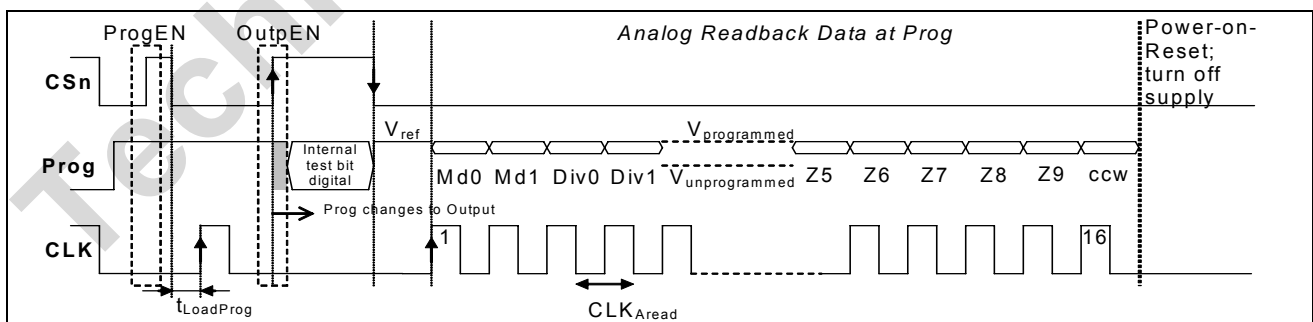 ProgEN
OutpEN
Analog Readback Data at Prog
Power-on-
Reset;
turn off
supply
CSn
Vref
Vprogrammed
Prog
Internal
test bit
digital
Md0 Md1 Div0 Div1 Vunprogrammed Z5 Z6 Z7 Z8 Z9 ccw
Prog changes to Output
CLK
1
16
tLoadProg
CLKAread
Tech